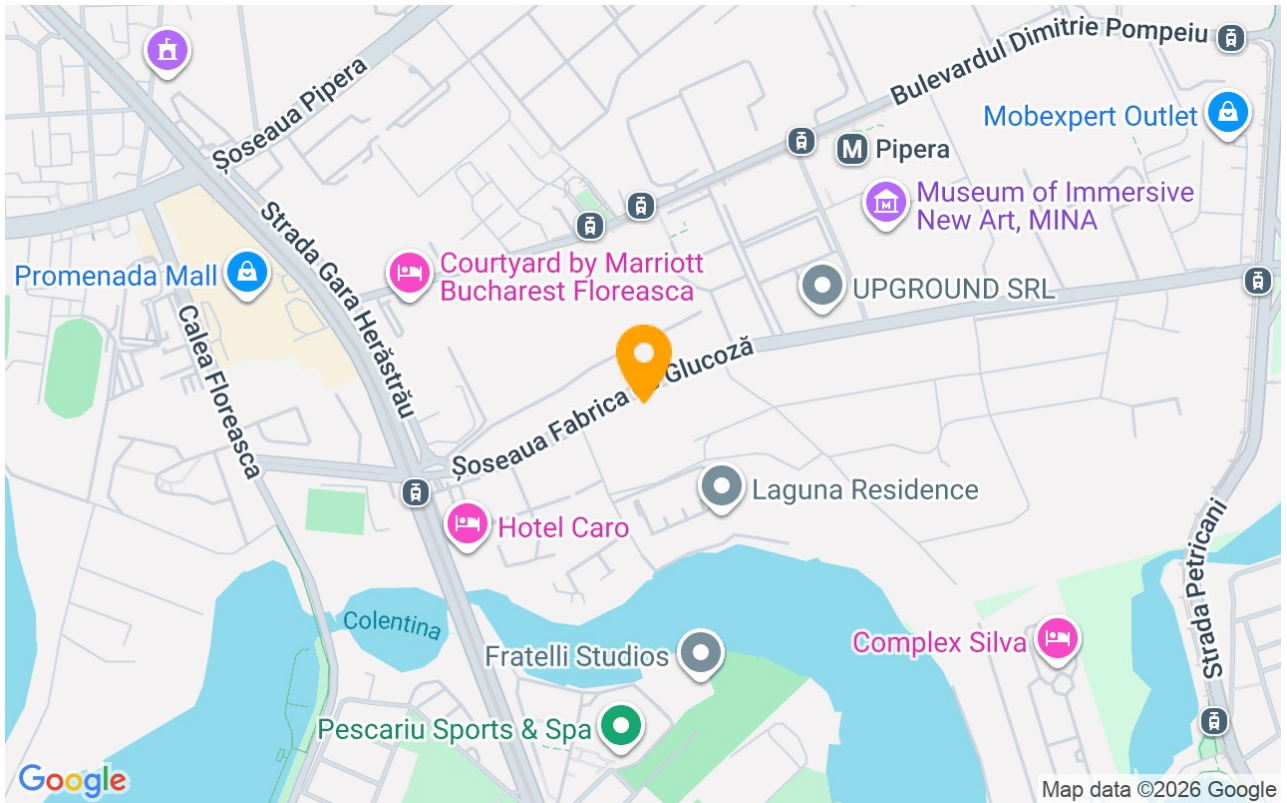 Bulevardul Dimitrie Pompeiu
Șoseaua Pipera
Mobexpert Outlet
Pipera
Museum of Immersive
New Art, MINA
Strada Gara Herăstrău
Promenada Mall
Courtyard by Marriott
Bucharest Floreasca
UPGROUND SRL
Calea Floreasca
Șoseaua Fabrica
Glucoză
Laguna Residence
Hotel Caro
Strada Petricani
Colentina
Complex Silva
Fratelli Studios
Pescariu Sports & Spa
Google
Map data ©2026 Google